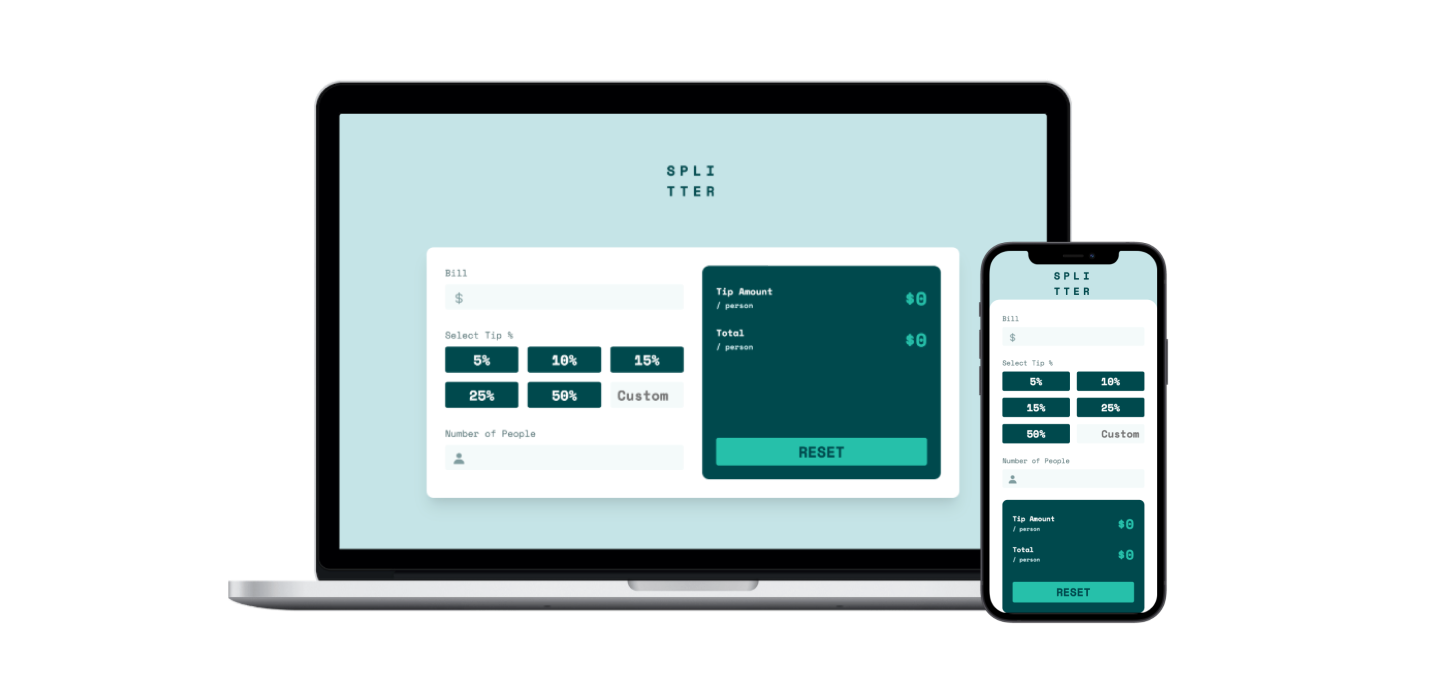 SPLI
TTER
Bill
$
Select Tip %
5% 10% 15%
25% 50% Custom
Number of People
Tip Amount $0
/ person
Total $0
/ person
RESET
SPLI
TTER
Bill
$
Select Tip %
5% 10%
15% 25%
50% Custom
Number of People
Tip Amount $0
/ person
Total $0
/ person
RESET